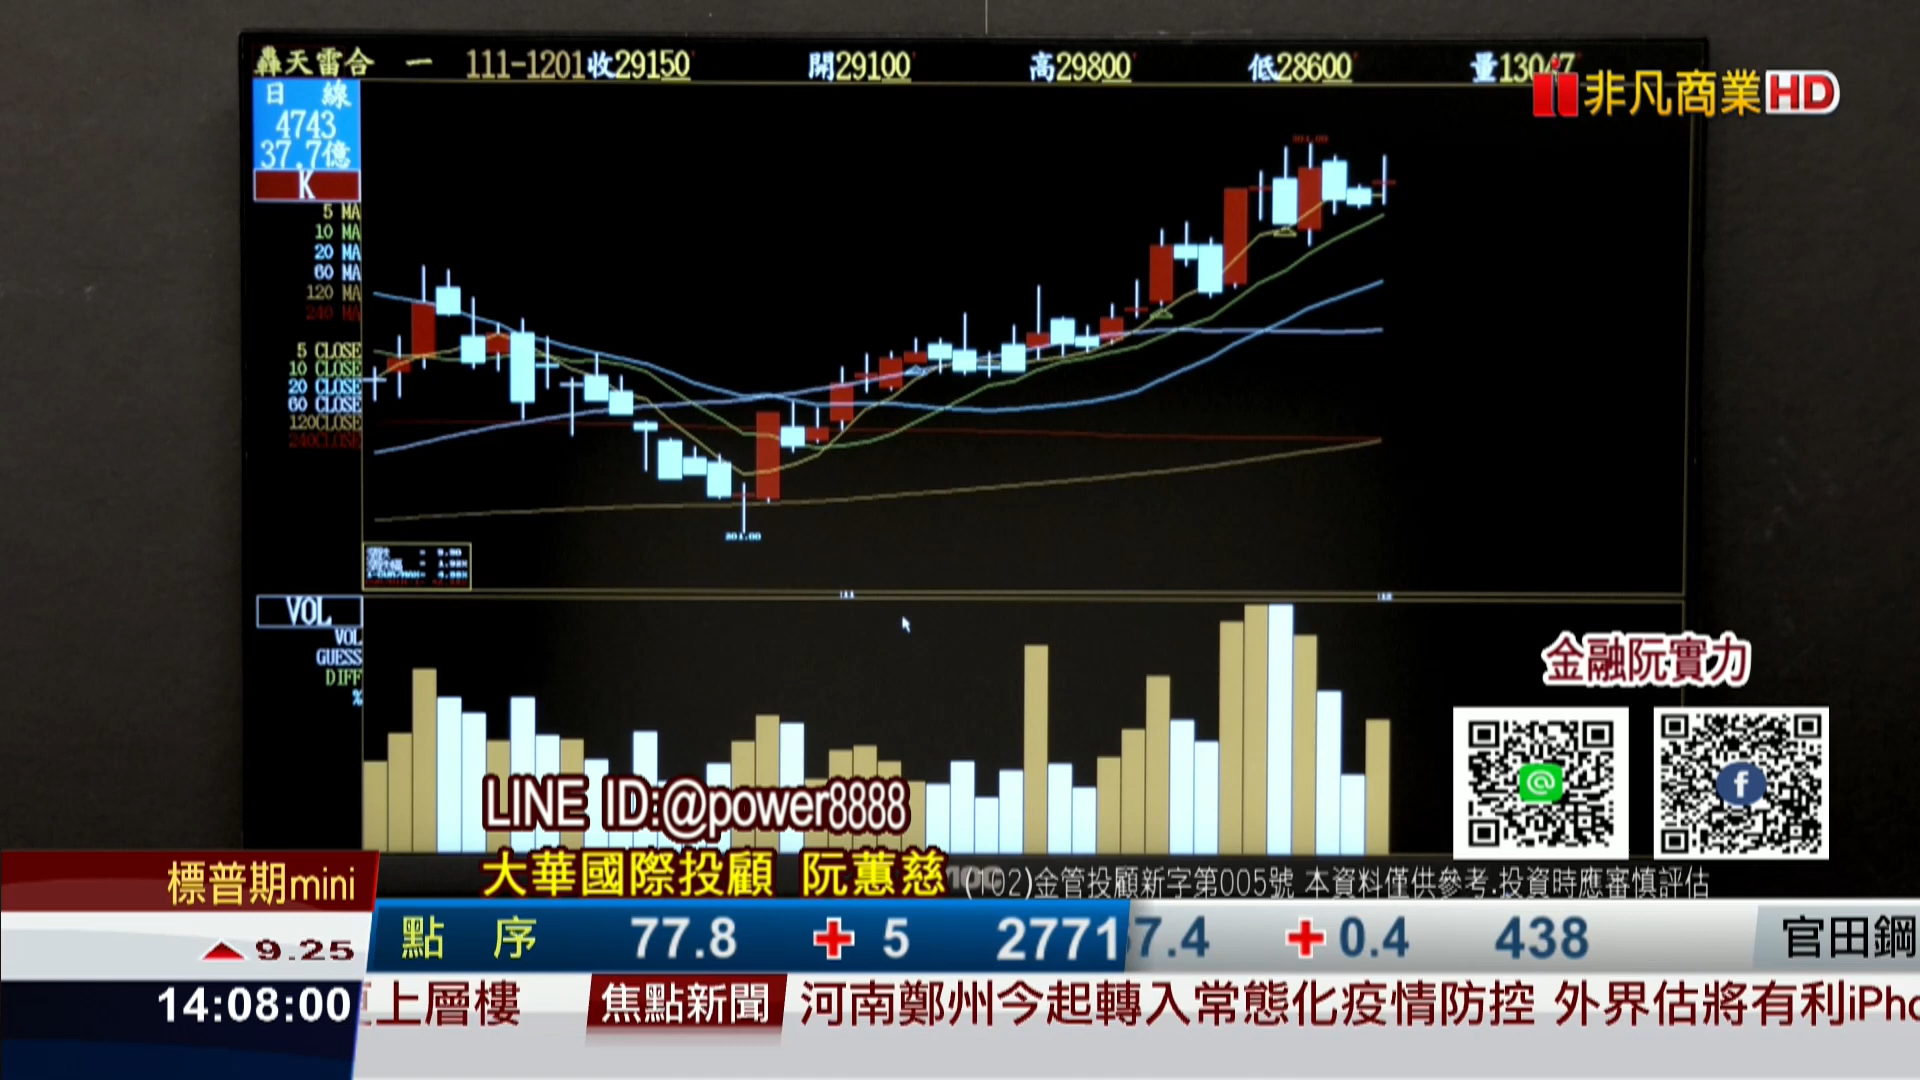 轟天雷合 一 111-1201收29150 開29100 高29800 低28600 量13047
非凡商業HD
日 線
4743
37.7億
K
5 MA
10 MA
20 MA
60 MA
120 MA
240 MA
5 CLOSE
10 CLOSE
20 CLOSE
60 CLOSE
120CLOSE
240CLOSE
11
12
VOL
VOL
GUESS
DIFF
%
金融阮實力
LINE ID:@power8888
大華國際投顧 阮蕙慈
(102)金管投顧新字第005號 本資料僅供參考.投資時應審慎評估
標普期mini
9.25
點 序 77.8 + 5 2771
7.4 + 0.4 438 官田鋼
14:08:00
上層樓 焦點新聞 河南鄭州今起轉入常態化疫情防控 外界估將有利iPho